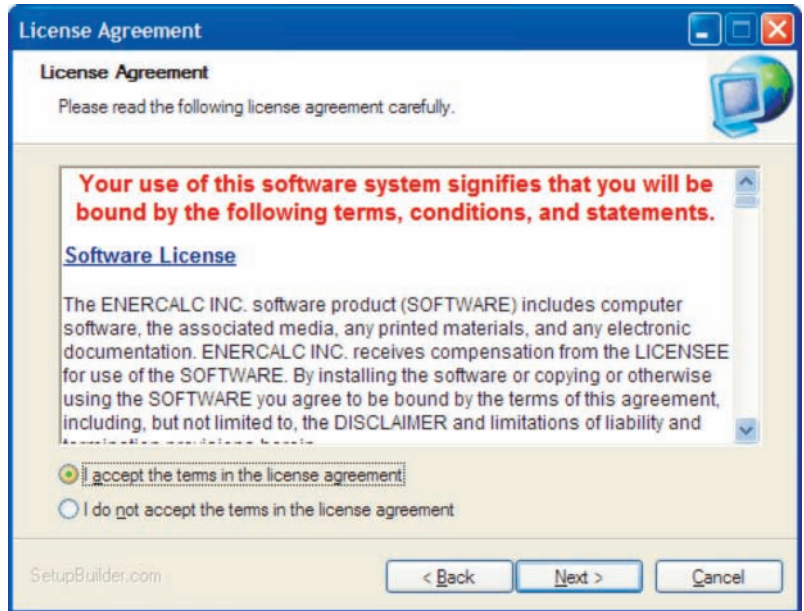 License Agreement
License Agreement
Please read the following license agreement carefully.
Your use of this software system signifies that you will be
bound by the following terms, conditions, and statements.
Software License
The ENERCALC INC. software product (SOFTWARE) includes computer
software, the associated media, any printed materials, and any electronic
documentation. ENERCALC INC. receives compensation from the LICENSEE
for use of the SOFTWARE. By installing the software or copying or otherwise
using the SOFTWARE you agree to be bound by the terms of this agreement,
including, but not limited to, the DISCLAIMER and limitations of liability and
termination provisions herein
I accept the terms in the license agreement
I do not accept the terms in the license agreement
SetupBuilder.com
< Back
Next >
Cancel